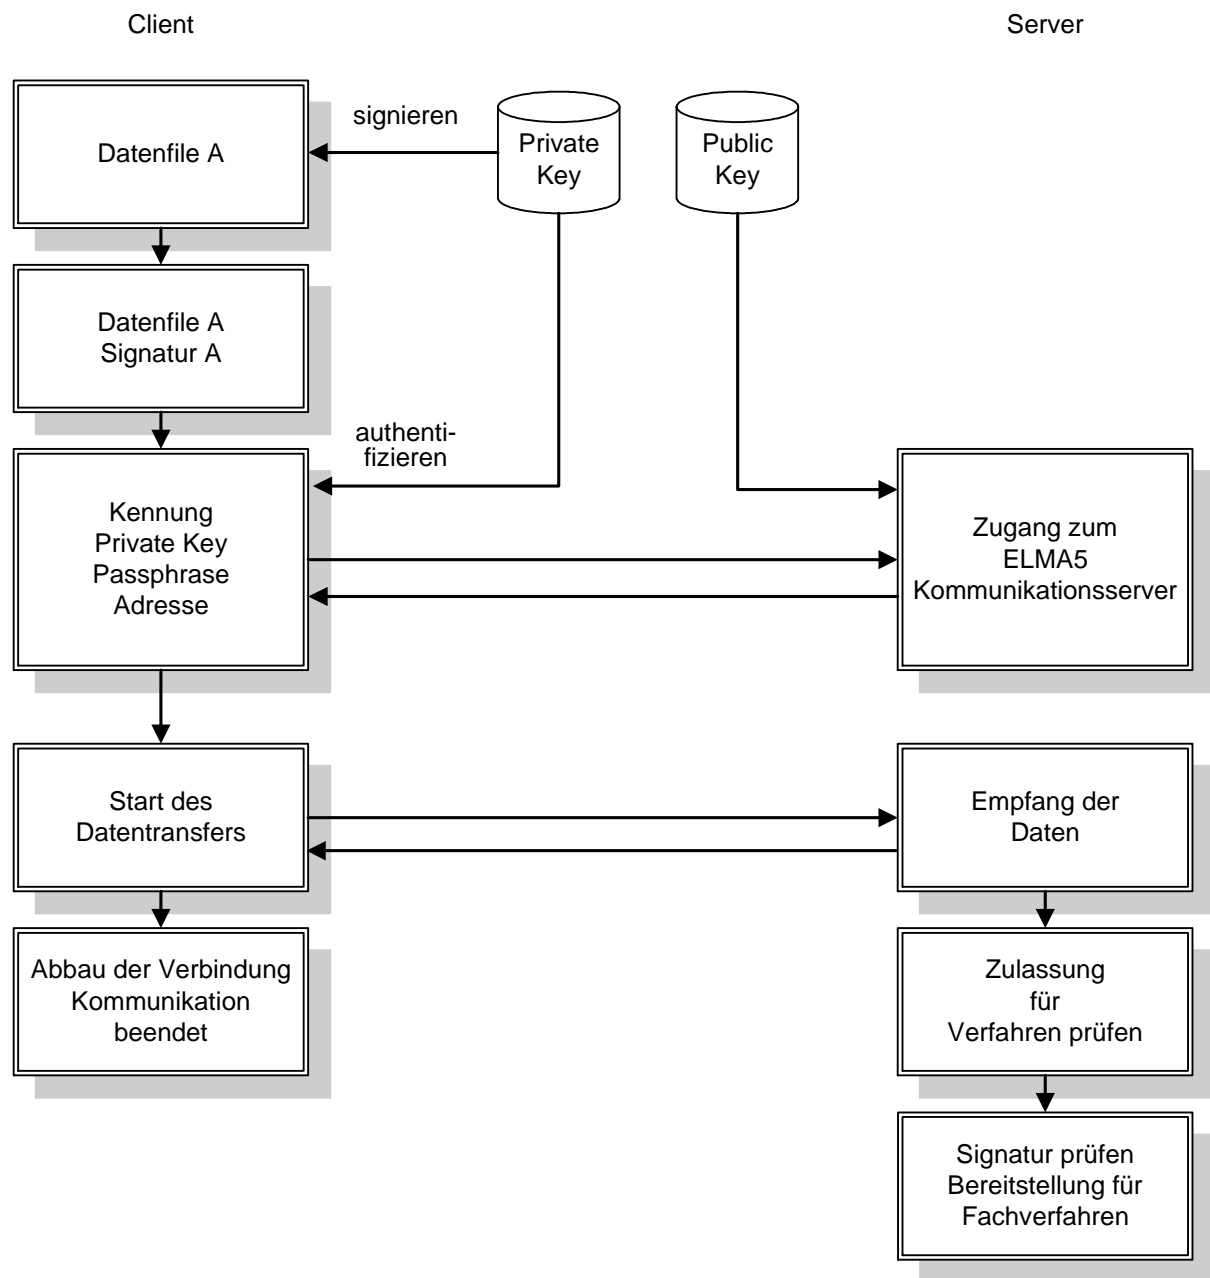 Client
Server
signieren
Datenfile A
Private
Key
Public
Key
Datenfile A
Signatur A
authenti-
fizieren
Kennung
Private Key
Passphrase
Adresse
Zugang zum
ELMA5
Kommunikationsserver
Start des
Datentransfers
Empfang der
Daten
Abbau der Verbindung
Kommunikation
beendet
Zulassung
für
Verfahren prüfen
Signatur prüfen
Bereitstellung für
Fachverfahren